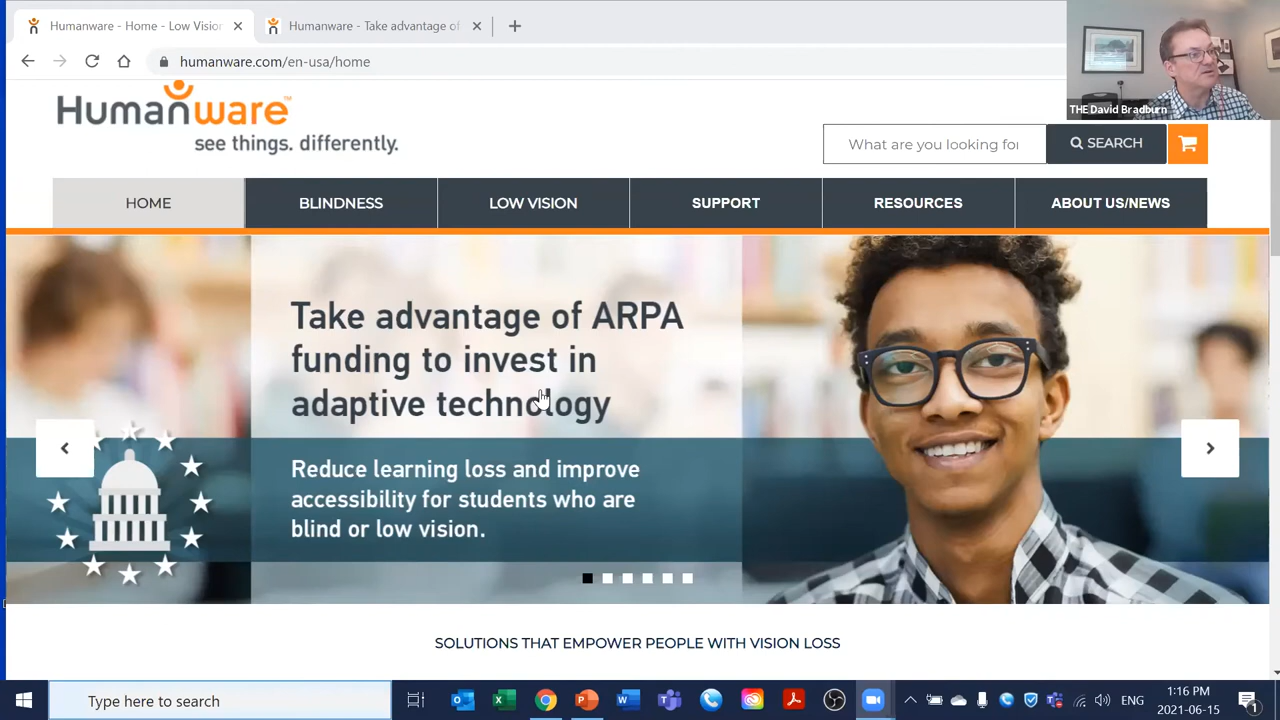 Humanware - Home - Low Vision
Humanware - Take advantage of
humanware.com/en-usa/home
THE David Bradburn
Humanware™
see things. differently.
What are you looking for
SEARCH
HOME
BLINDNESS
LOW VISION
SUPPORT
RESOURCES
ABOUT US/NEWS
Take advantage of ARPA
funding to invest in
adaptive technology
Reduce learning loss and improve
accessibility for students who are
blind or low vision.
SOLUTIONS THAT EMPOWER PEOPLE WITH VISION LOSS
Type here to search
ENG
1:16 PM
2021-06-15
1